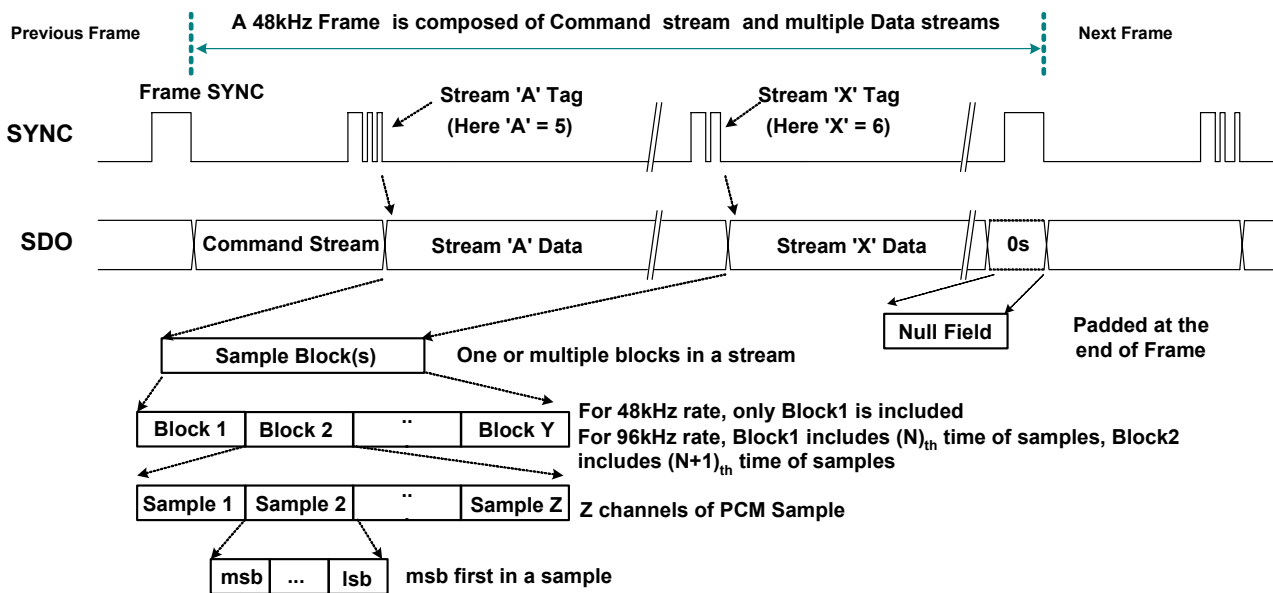 A 48kHz Frame is composed of Command stream and multiple Data streams
Previous Frame
Next Frame
Frame SYNC
Stream 'A' Tag
(Here 'A' = 5)
Stream 'X' Tag
(Here 'X' = 6)
SYNC
SDO
Command Stream
Stream 'A' Data
Stream 'X' Data
0s
Null Field
Padded at the
end of Frame
Sample Block(s)
One or multiple blocks in a stream
Block 1
Block 2
..
.
Block Y
For 48kHz rate, only Block1 is included
For 96kHz rate, Block1 includes (N)th time of samples, Block2
includes (N+1)th time of samples
Sample 1
Sample 2
..
.
Sample Z
Z channels of PCM Sample
msb
...
lsb
msb first in a sample